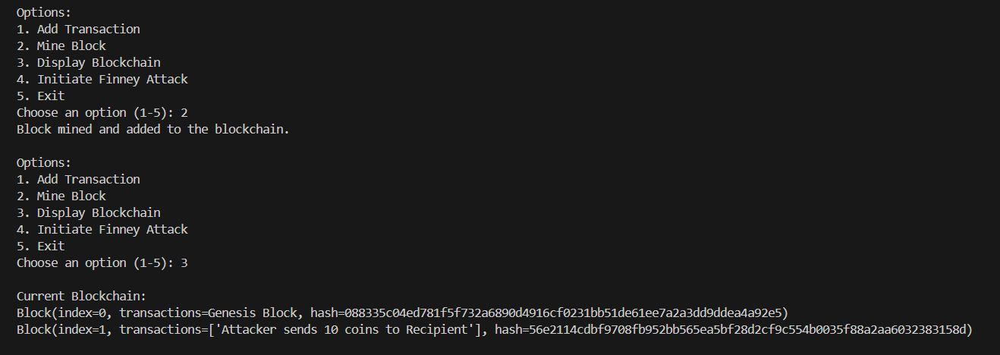 Options:
1. Add Transaction
2. Mine Block
3. Display Blockchain
4. Initiate Finney Attack
5. Exit
Choose an option (1-5): 2
Block mined and added to the blockchain.
Options:
1. Add Transaction
2. Mine Block
3. Display Blockchain
4. Initiate Finney Attack
5. Exit
Choose an option (1-5): 3
Current Blockchain:
Block(index=0, transactions=Genesis Block, hash=088335c04ed781f5f732a6890d4916cf0231bb51de61ee7a2a3dd9ddea4a92e5)
Block(index=1, transactions=['Attacker sends 10 coins to Recipient'], hash=56e2114cdbf9708fb952bb565ea5bf28d2cf9c554b0035f88a2aa6032383158d)